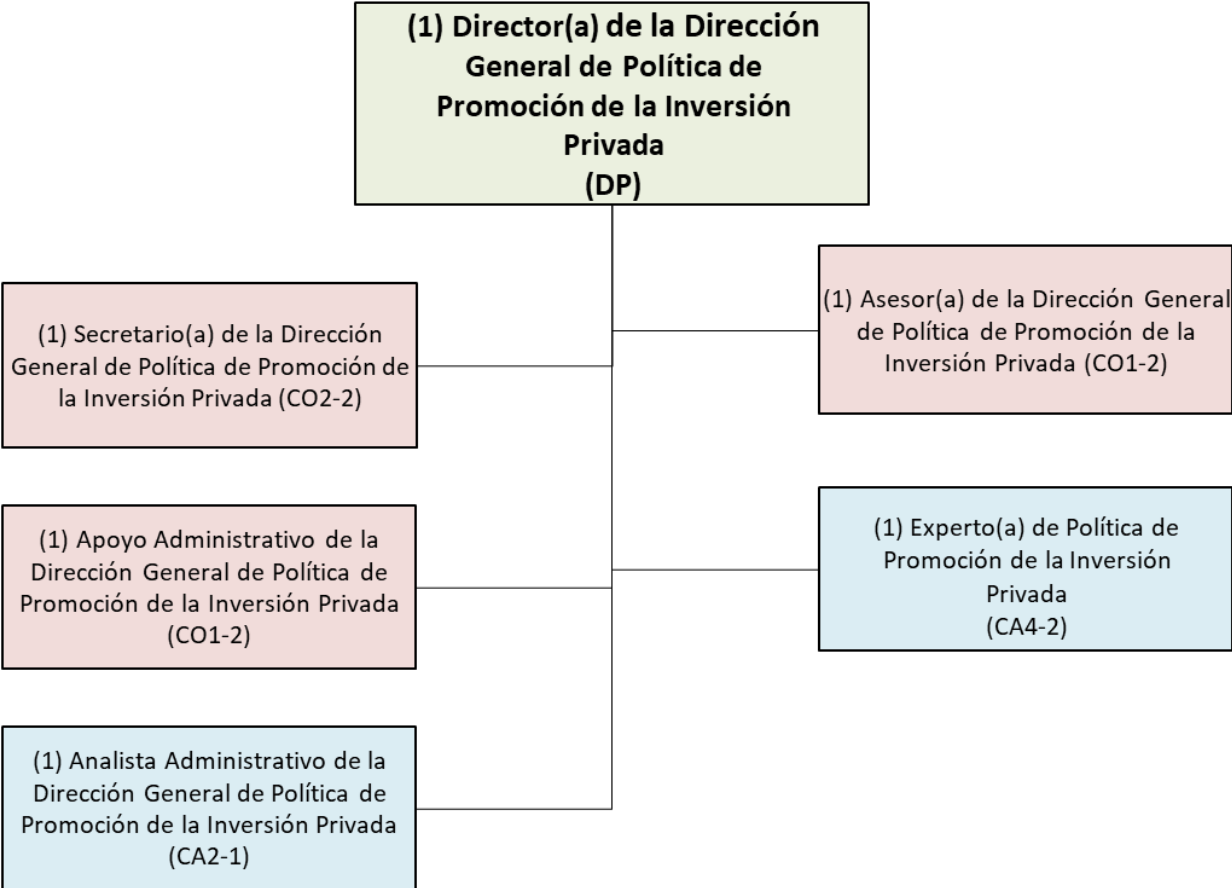 (1) Director(a) de la Dirección
General de Política de
Promoción de la Inversión
Privada
(DP)
(1) Secretario(a) de la Dirección
General de Política de Promoción de
la Inversión Privada (CO2-2)
(1) Asesor(a) de la Dirección General
de Política de Promoción de la
Inversión Privada (CO1-2)
(1) Apoyo Administrativo de la
Dirección General de Política de
Promoción de la Inversión Privada
(CO1-2)
(1) Experto(a) de Política de
Promoción de la Inversión
Privada
(CA4-2)
(1) Analista Administrativo de la
Dirección General de Política de
Promoción de la Inversión Privada
(CA2-1)